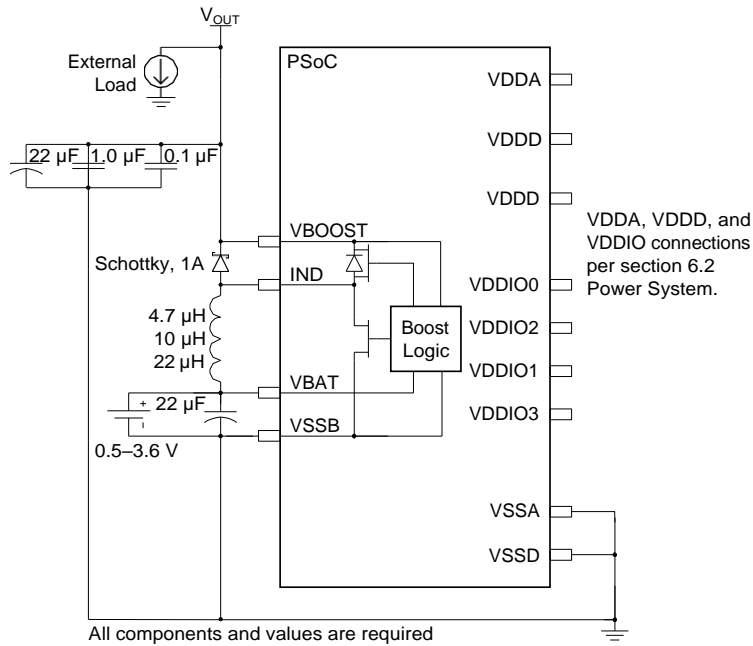 VOUT
External
Load
PSoC
VDDA
22 µF
1.0 µF
0.1 µF
VDDD
VDDD
VDDA, VDDD, and
VDDIO connections
per section 6.2
Power System.
VBOOST
Schottky, 1A
IND
VDDIO0
4.7 µH
10 µH
22 µH
Boost
Logic
VDDIO2
VDDIO1
VBAT
+
22 µF
VDDIO3
VSSB
-
0.5–3.6 V
VSSA
VSSD
All components and values are required